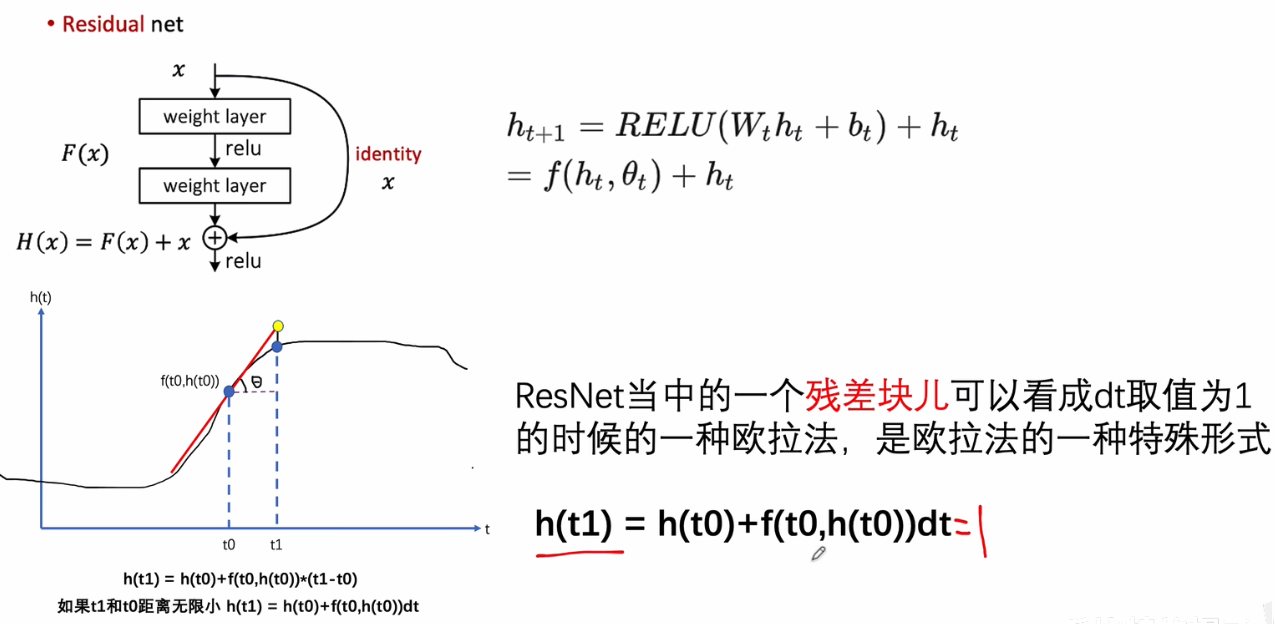 • Residual net
x
weight layer
relu
F(x)
identity
x
weight layer
H(x) = F(x) + x
relu
h_{t+1} = RELU(W_t h_t + b_t) + h_t
= f(h_t, θ_t) + h_t
h(t)
f(t0,h(t0))
θ
t
t0
t1
h(t1) = h(t0)+f(t0,h(t0))*(t1-t0)
如果t1和t0距离无限小 h(t1) = h(t0)+f(t0,h(t0))dt
ResNet当中的一个残差块儿可以看成dt取值为1
的时候的一种欧拉法，是欧拉法的一种特殊形式
h(t1) = h(t0)+f(t0,h(t0))dt=1